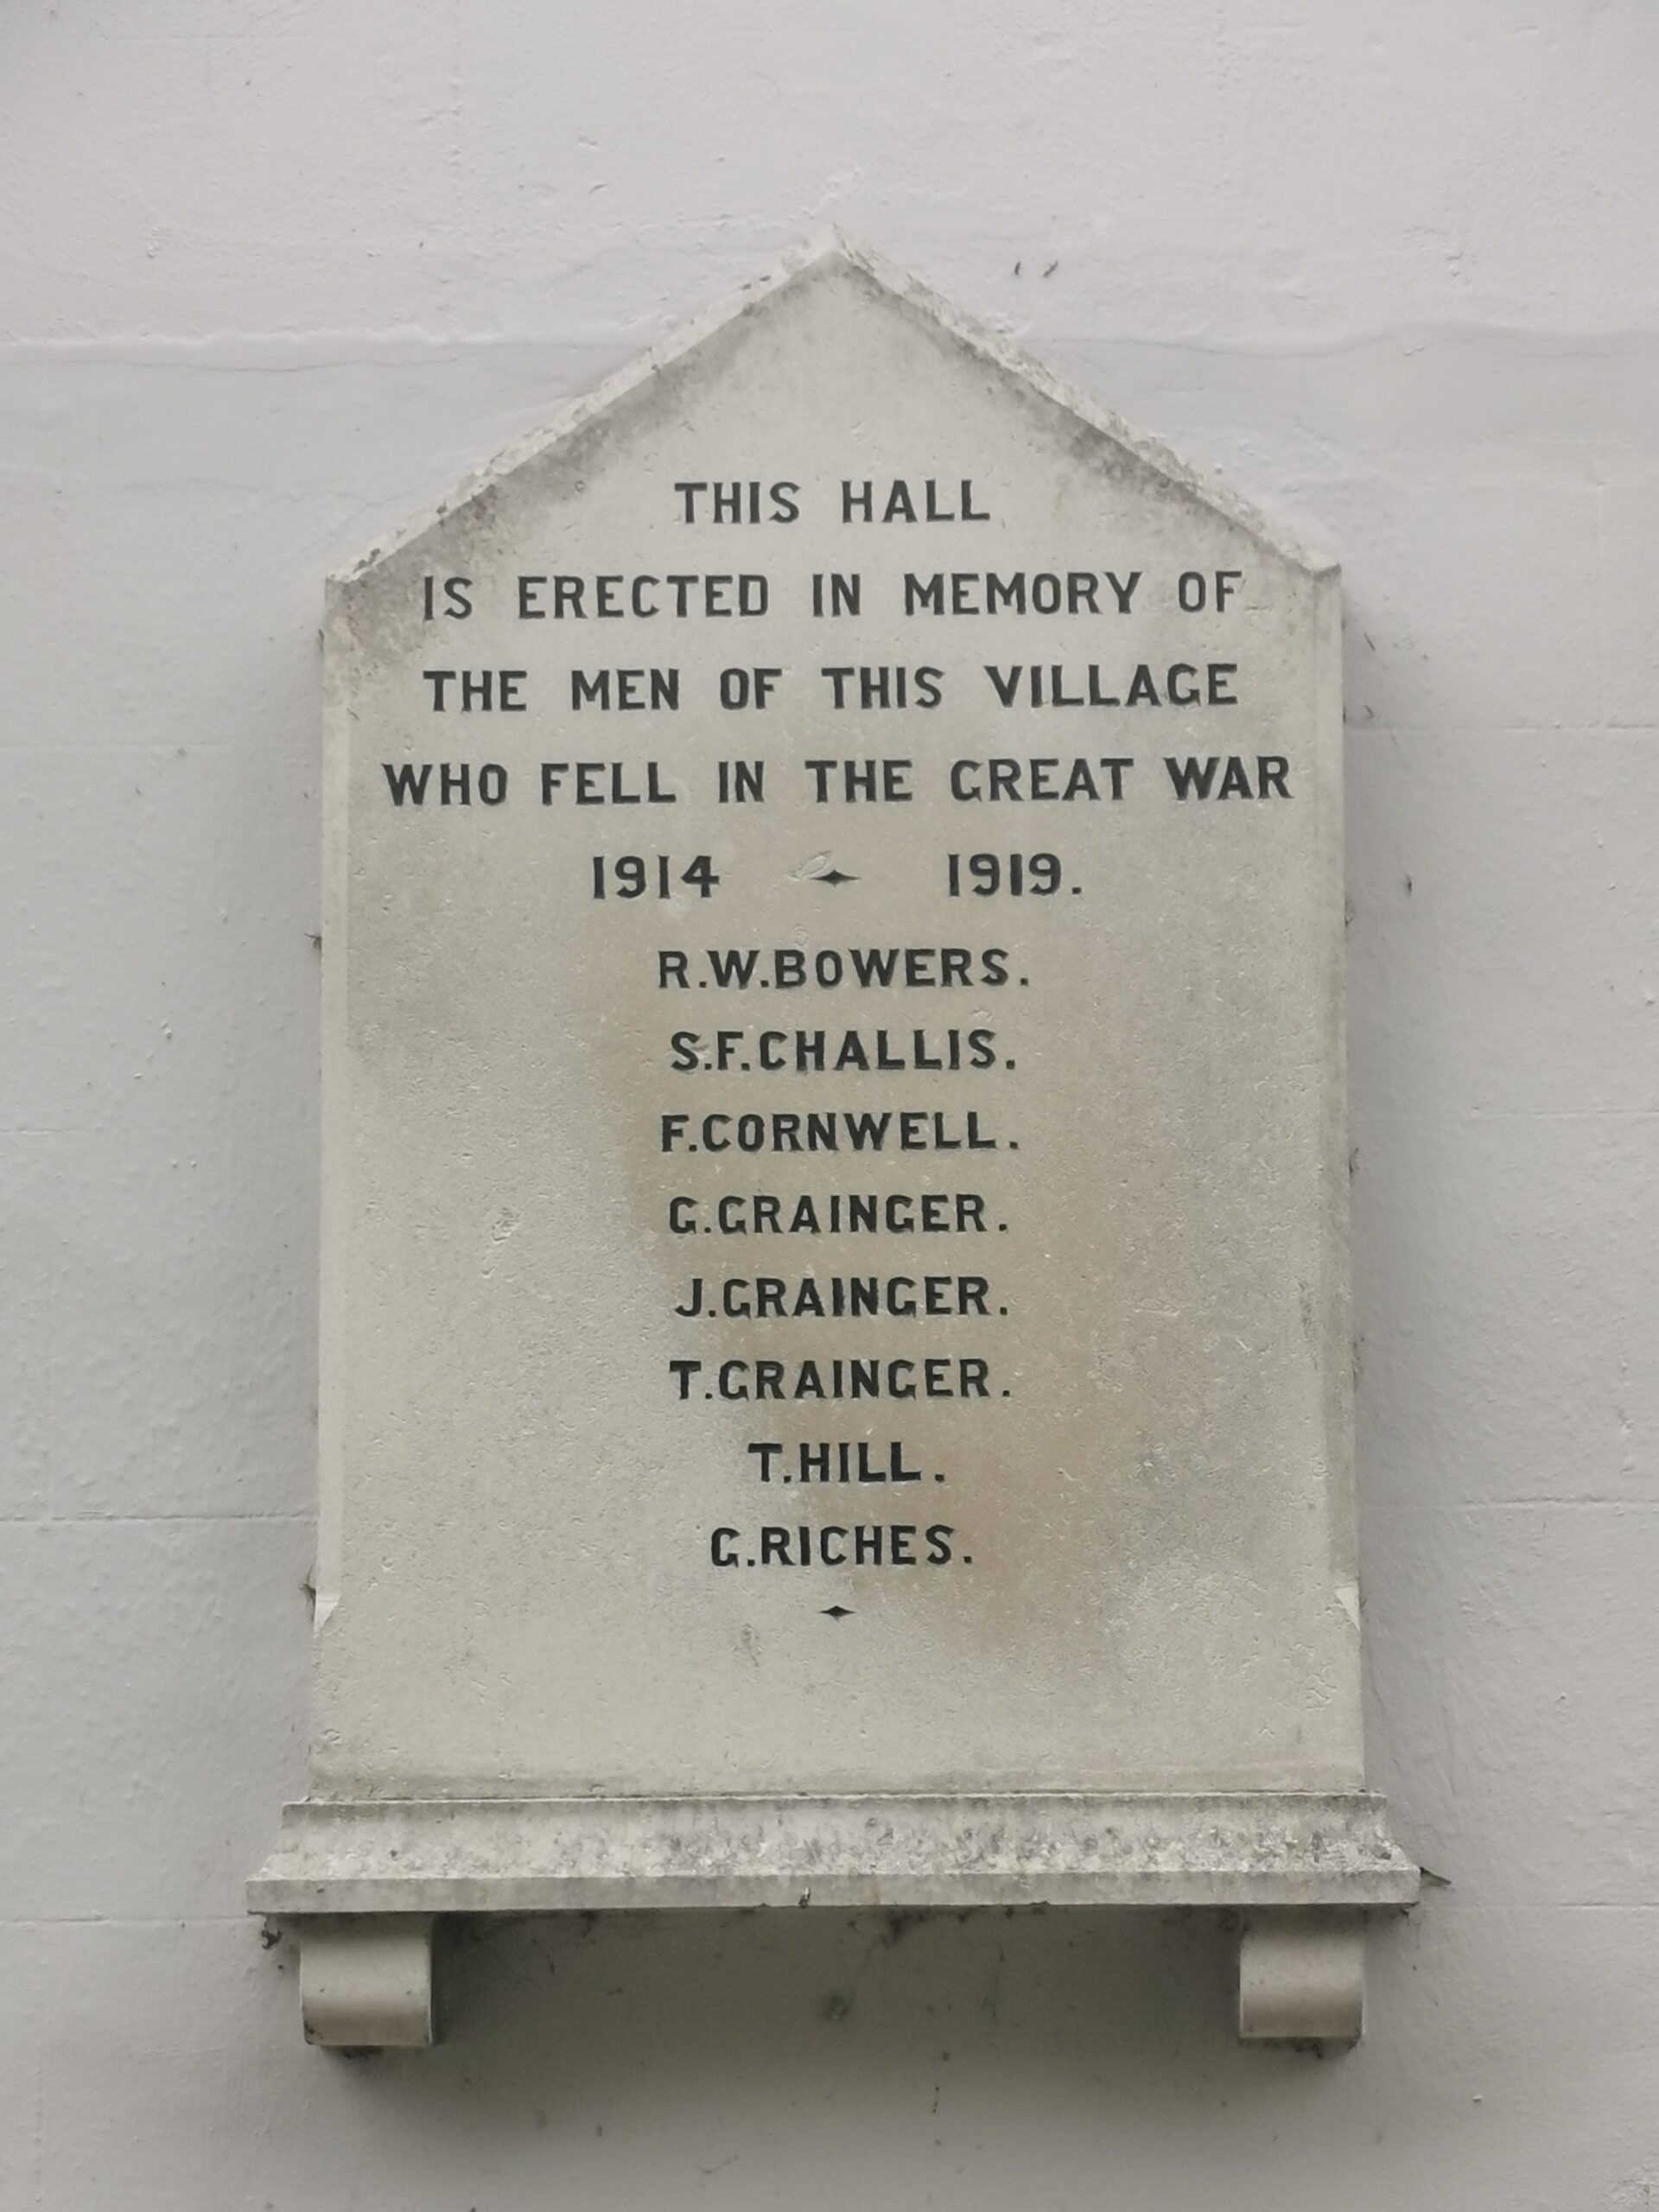 THIS HALL
IS ERECTED IN MEMORY OF
THE MEN OF THIS VILLAGE
WHO FELL IN THE GREAT WAR
1914 ✦ 1919.
R.W.BOWERS.
S.F.CHALLIS.
F.CORNWELL.
G.GRAINGER.
J.GRAINGER.
T.GRAINGER.
T.HILL.
G.RICHES.